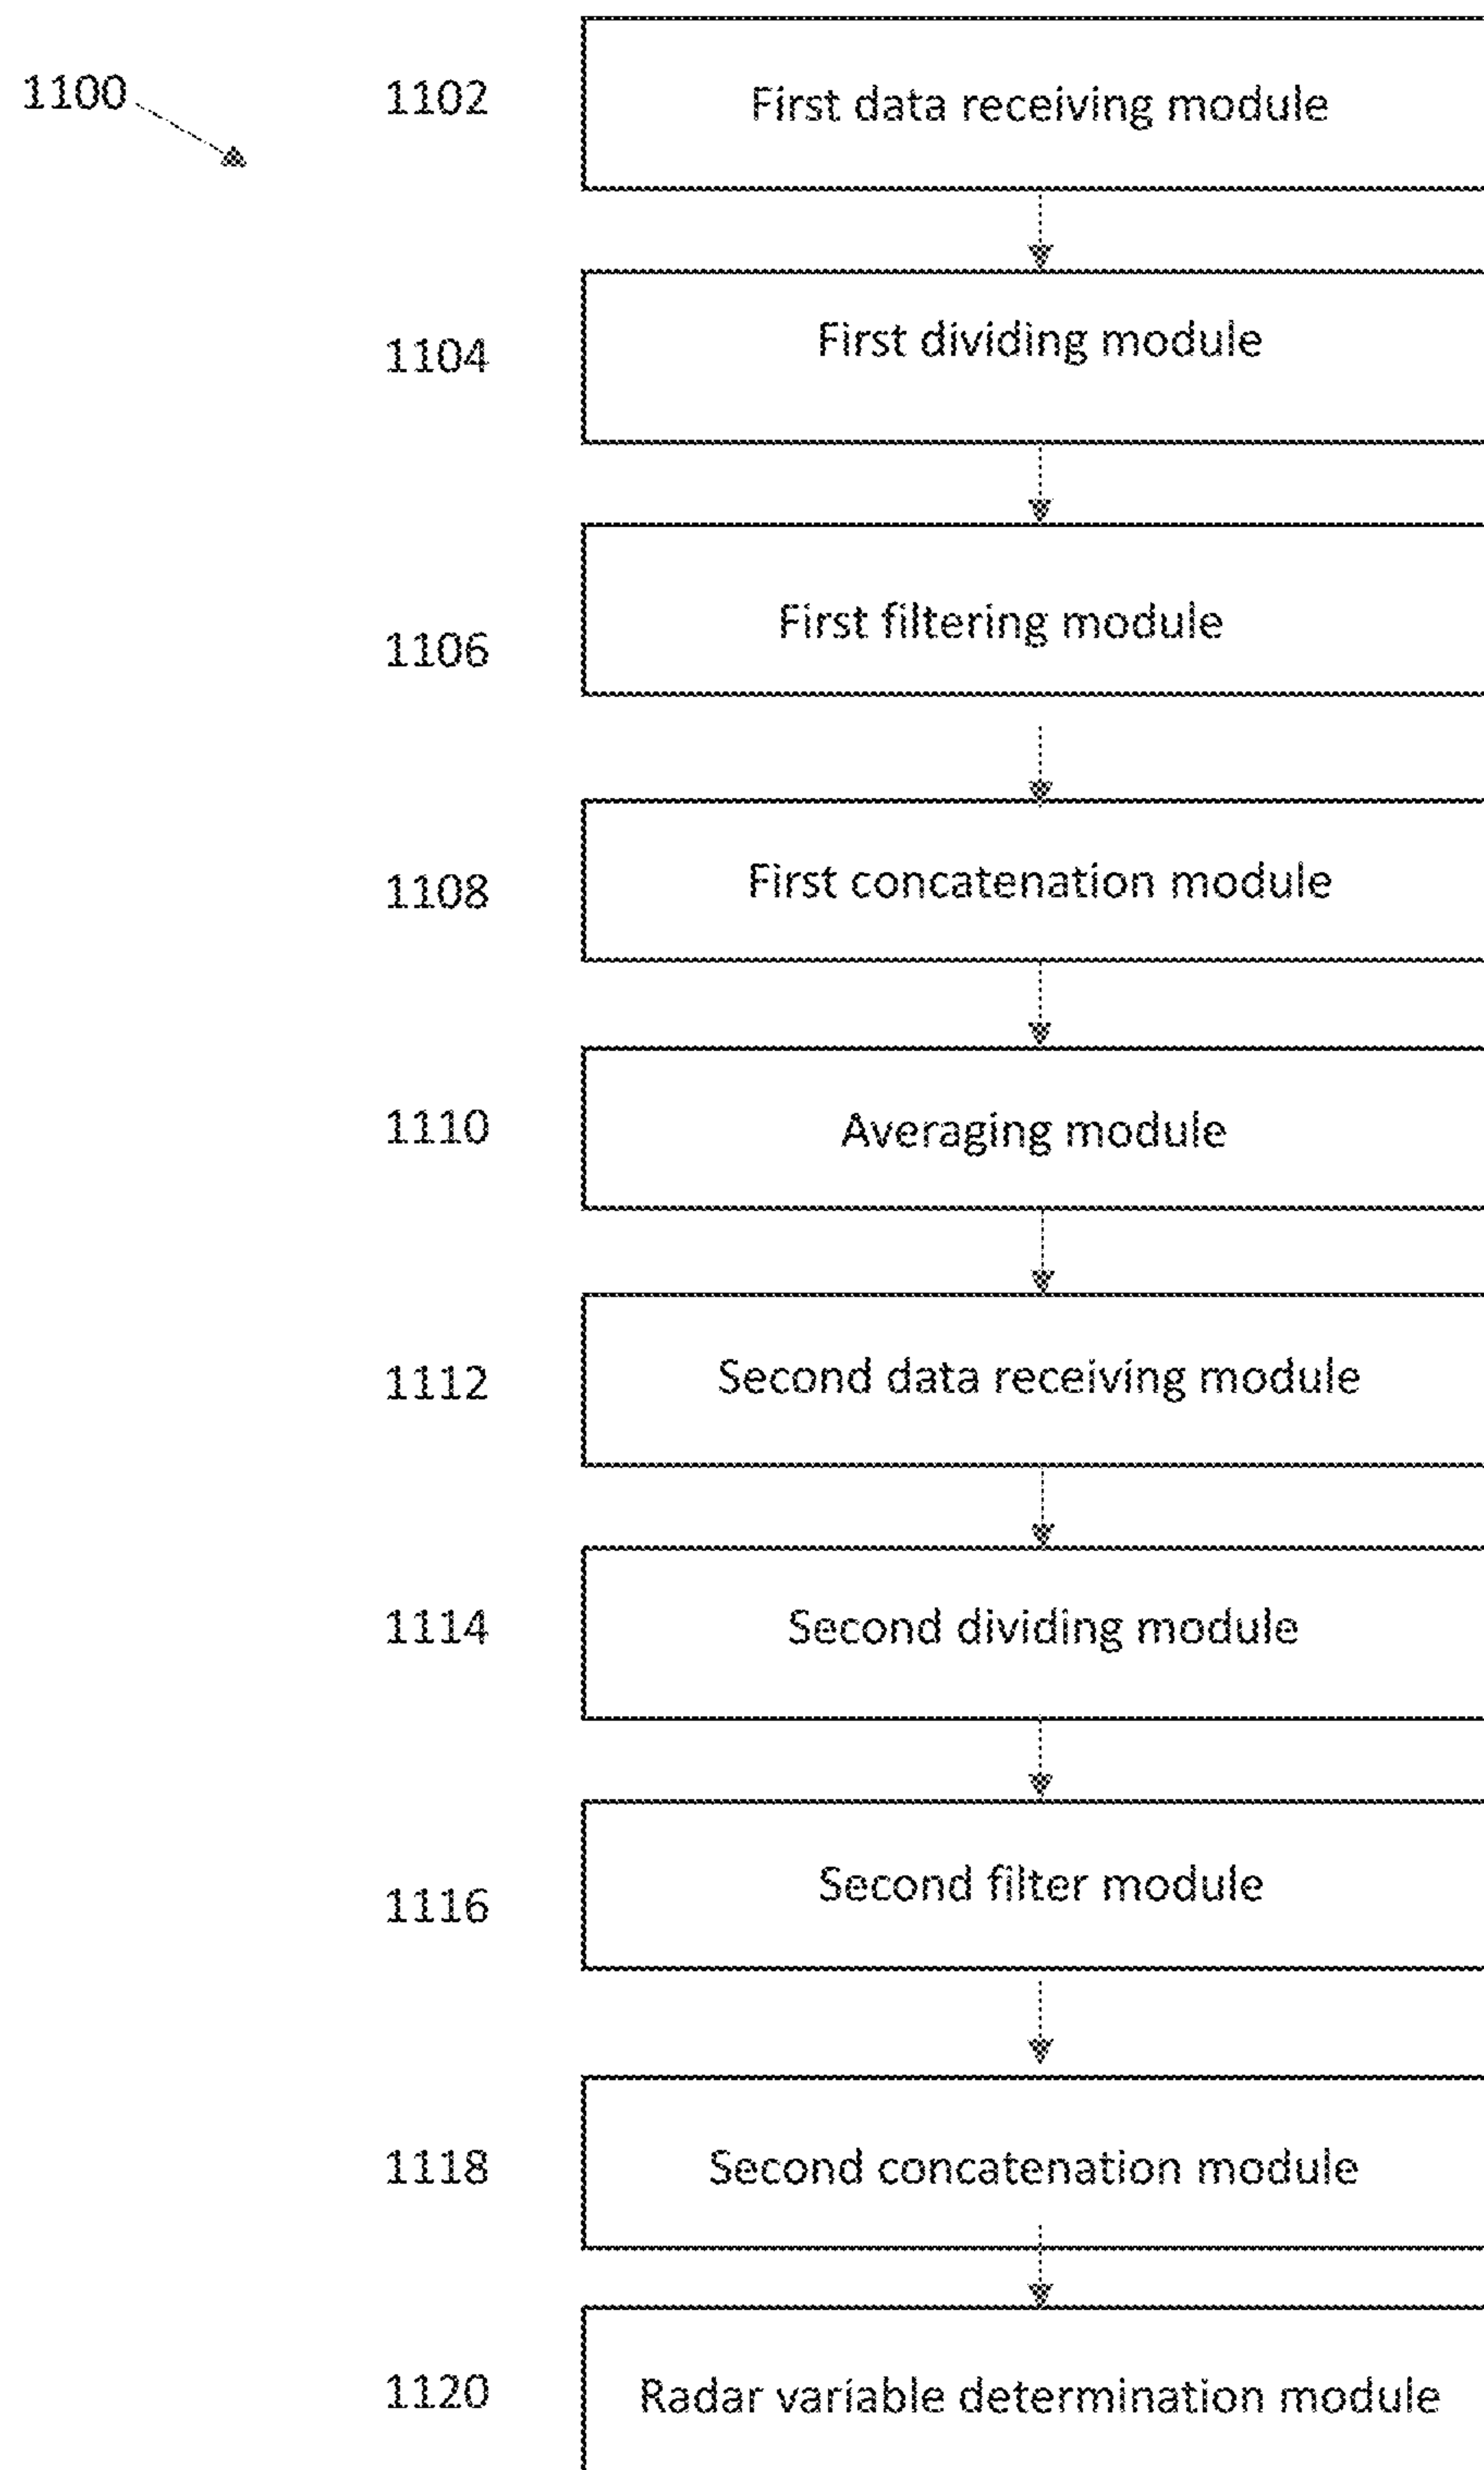 1100
1102
First data receiving module
1104
First dividing module
1106
First filtering module
1108
First concatenation module
1110
Averaging module
1112
Second data receiving module
1114
Second dividing module
1116
Second filter module
1118
Second concatenation module
1120
Radar variable determination module